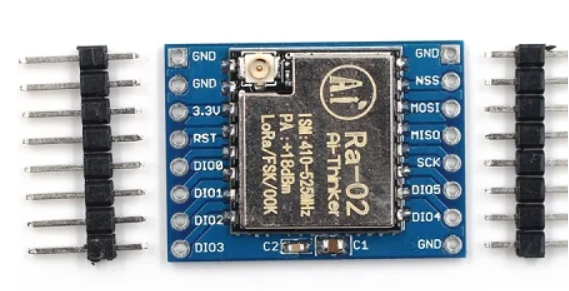 GND
GND
3.3V
RST
DIO0
DIO1
DIO2
DIO3
Ai
Ra-02
Ai-Thinker
ISM:410-525MHz
PA :+18dBm
LoRa/FSK/OOK
C2
C1
GND
NSS
MOSI
MISO
SCK
DIO5
DIO4
GND